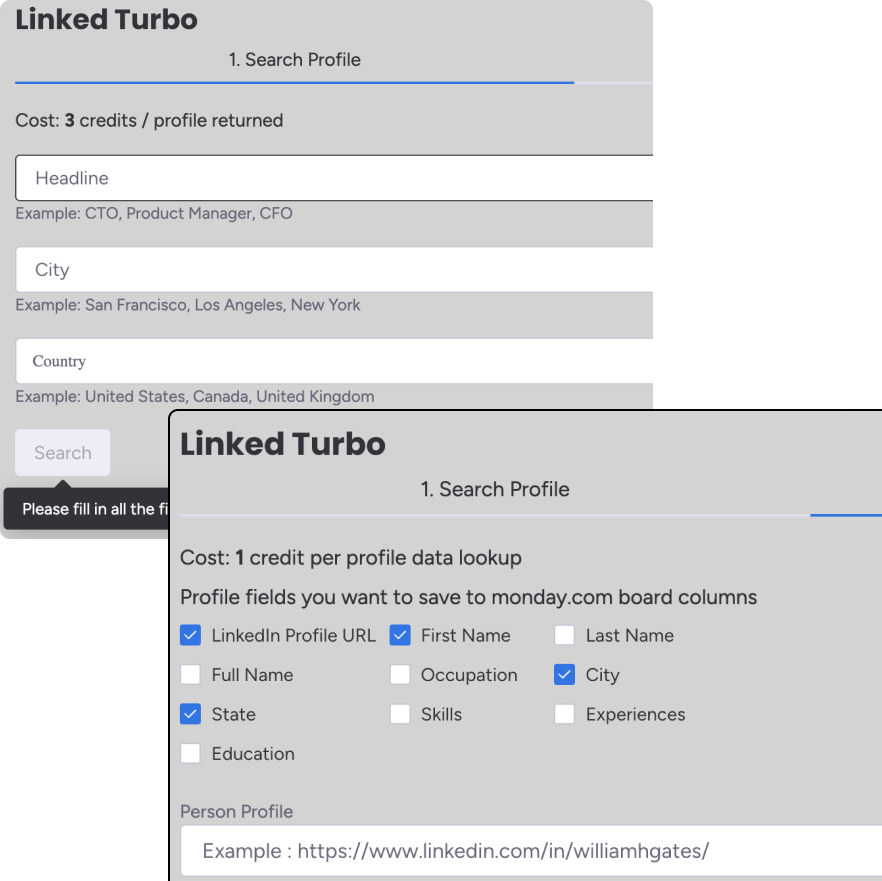 Linked Turbo
1. Search Profile
Cost: 3 credits / profile returned
Headline
Example: CTO, Product Manager, CFO
City
Example: San Francisco, Los Angeles, New York
Country
Example: United States, Canada, United Kingdom
Search
Please fill in all the fi
Linked Turbo
1. Search Profile
Cost: 1 credit per profile data lookup
Profile fields you want to save to monday.com board columns
LinkedIn Profile URL First Name Last Name
Full Name Occupation City
State Skills Experiences
Education
Person Profile
Example : https://www.linkedin.com/in/williamhgates/